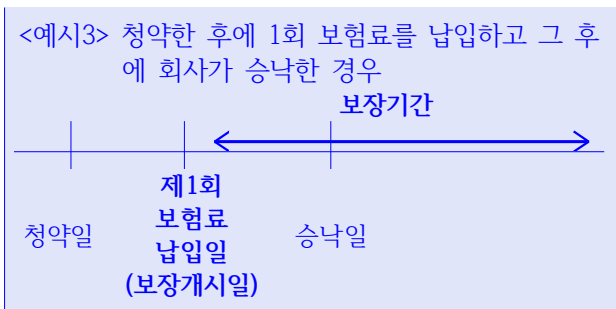 <예시3> 청약한 후에 1회 보험료를 납입하고 그 후
에 회사가 승낙한 경우
보장기간
청약일
제1회
보험료
납입일
(보장개시일)
승낙일